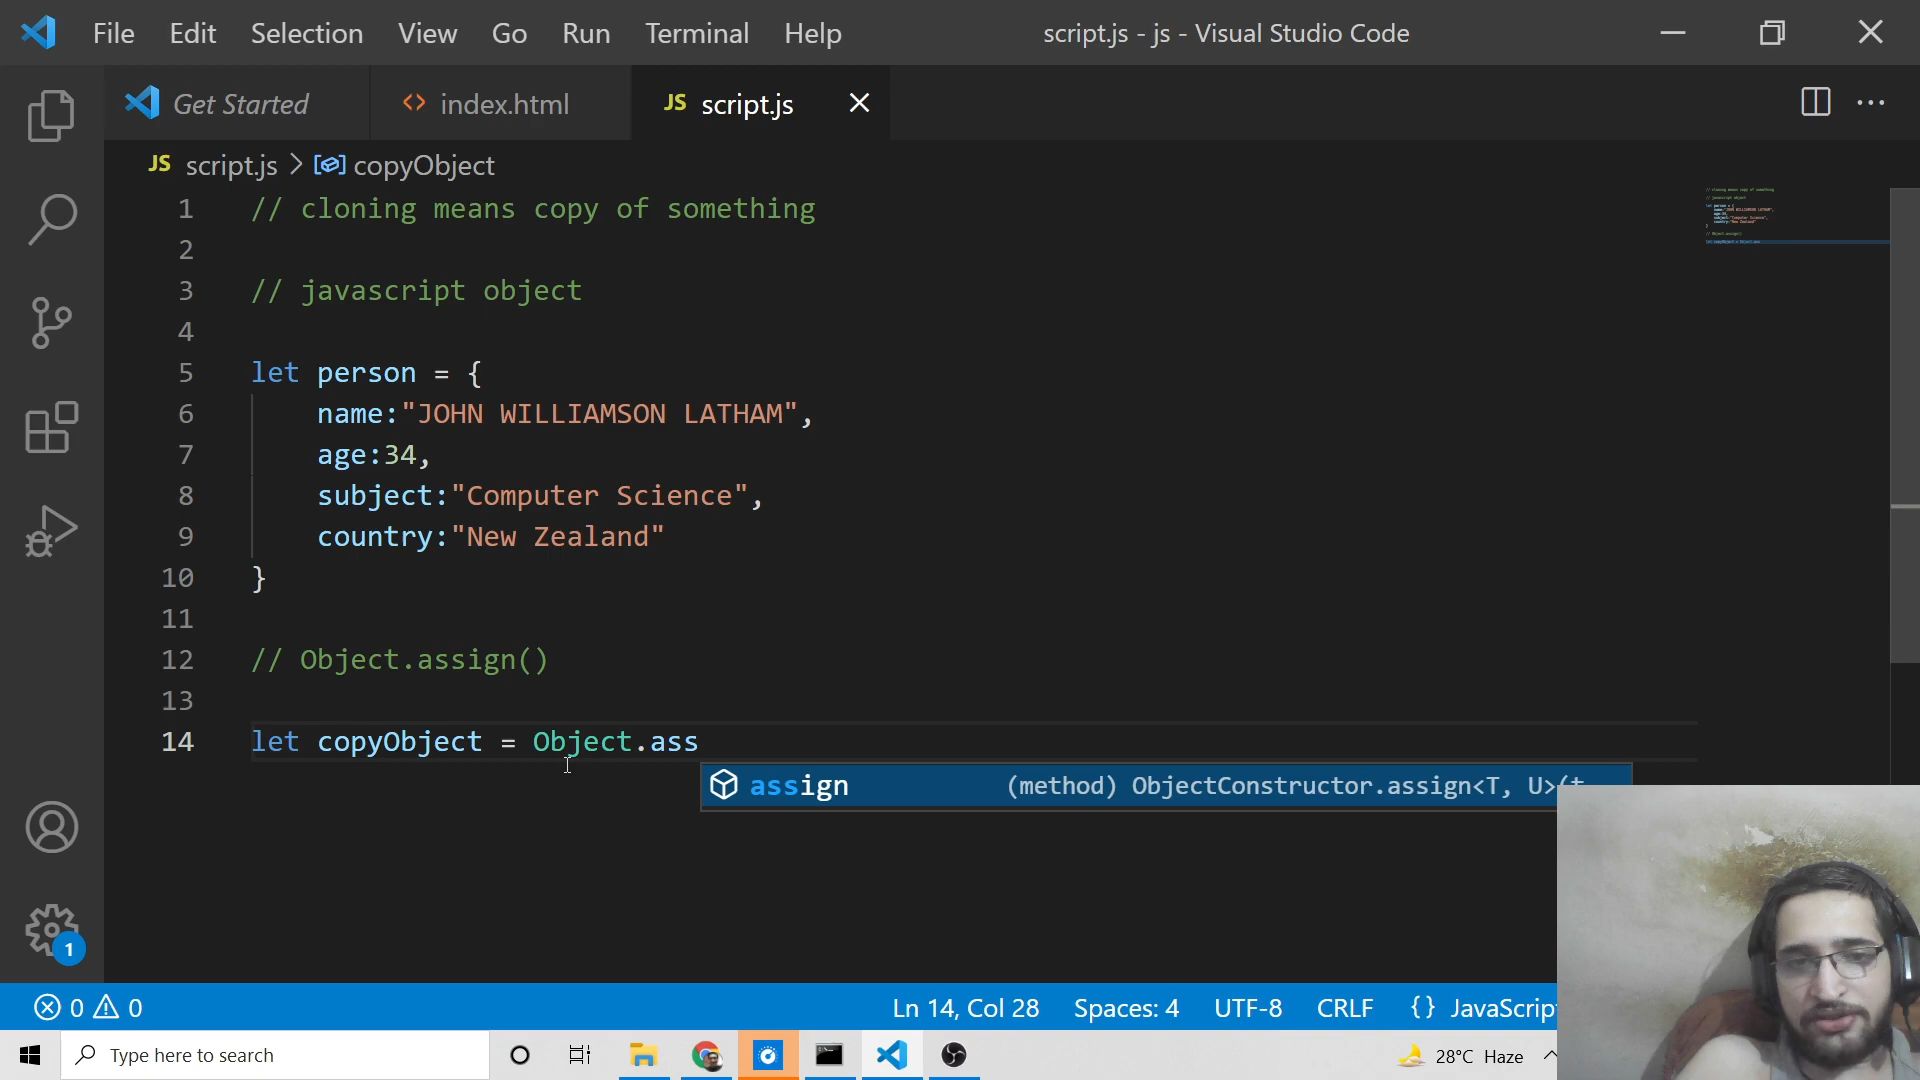 File Edit Selection View Go Run Terminal Help script.js - js - Visual Studio Code
Get Started index.html JS script.js
JS script.js > copyObject
1 // cloning means copy of something
2
3 // javascript object
4
5 let person = {
6 name:"JOHN WILLIAMSON LATHAM",
7 age:34,
8 subject:"Computer Science",
9 country:"New Zealand"
10 }
11
12 // Object.assign()
13
14 let copyObject = Object.ass
assign (method) ObjectConstructor.assign<T, U>(t
1
0 0 Ln 14, Col 28 Spaces: 4 UTF-8 CRLF {} JavaScrip
Type here to search 28°C Haze